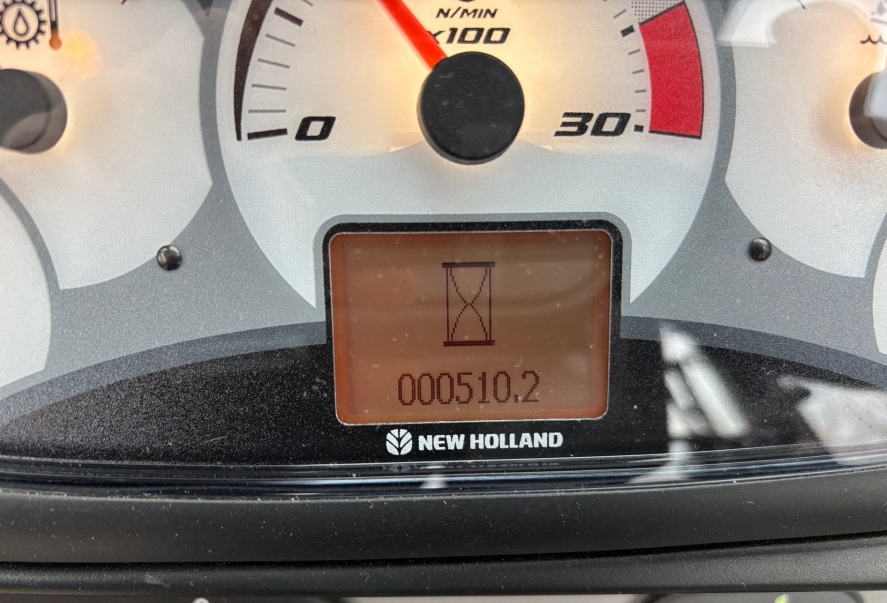 N/MIN
x100
0
30
000510.2
NEW HOLLAND